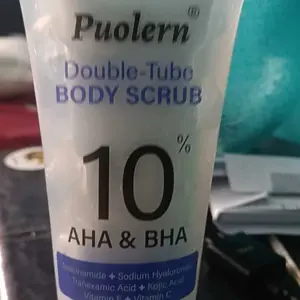 Puolern®
Double-Tube
BODY SCRUB
10%
AHA & BHA
Niacinamide + Sodium Hyaluronate
Tranexamic Acid + Kojic Acid
Vitamin E + Vitamin C